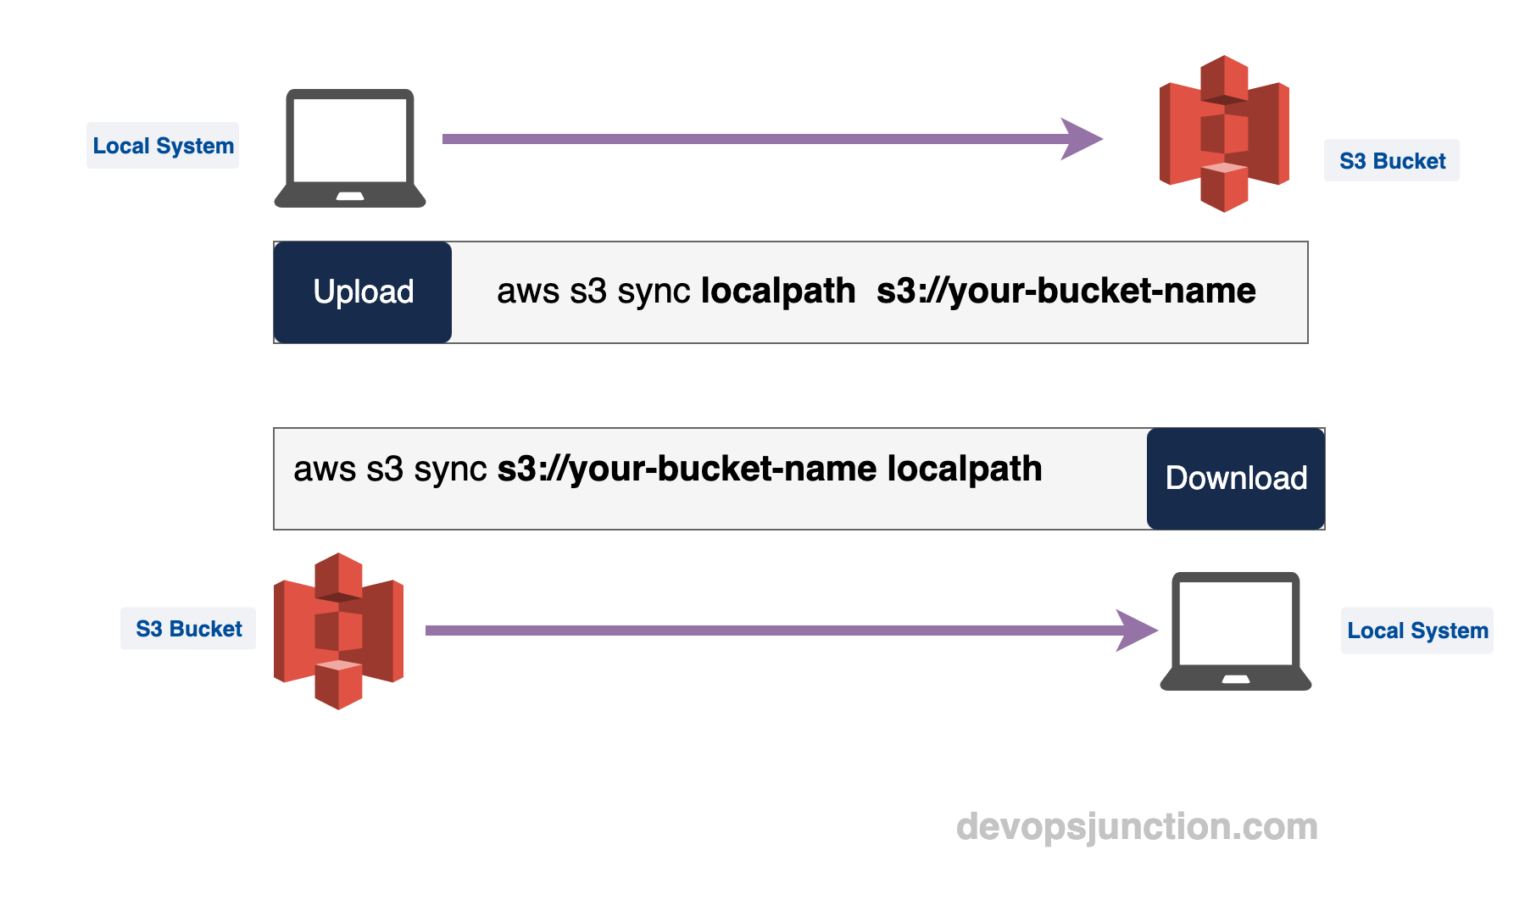 Local System
S3 Bucket
Upload
aws s3 sync localpath  s3://your-bucket-name
aws s3 sync s3://your-bucket-name localpath
Download
S3 Bucket
Local System
devopsjunction.com